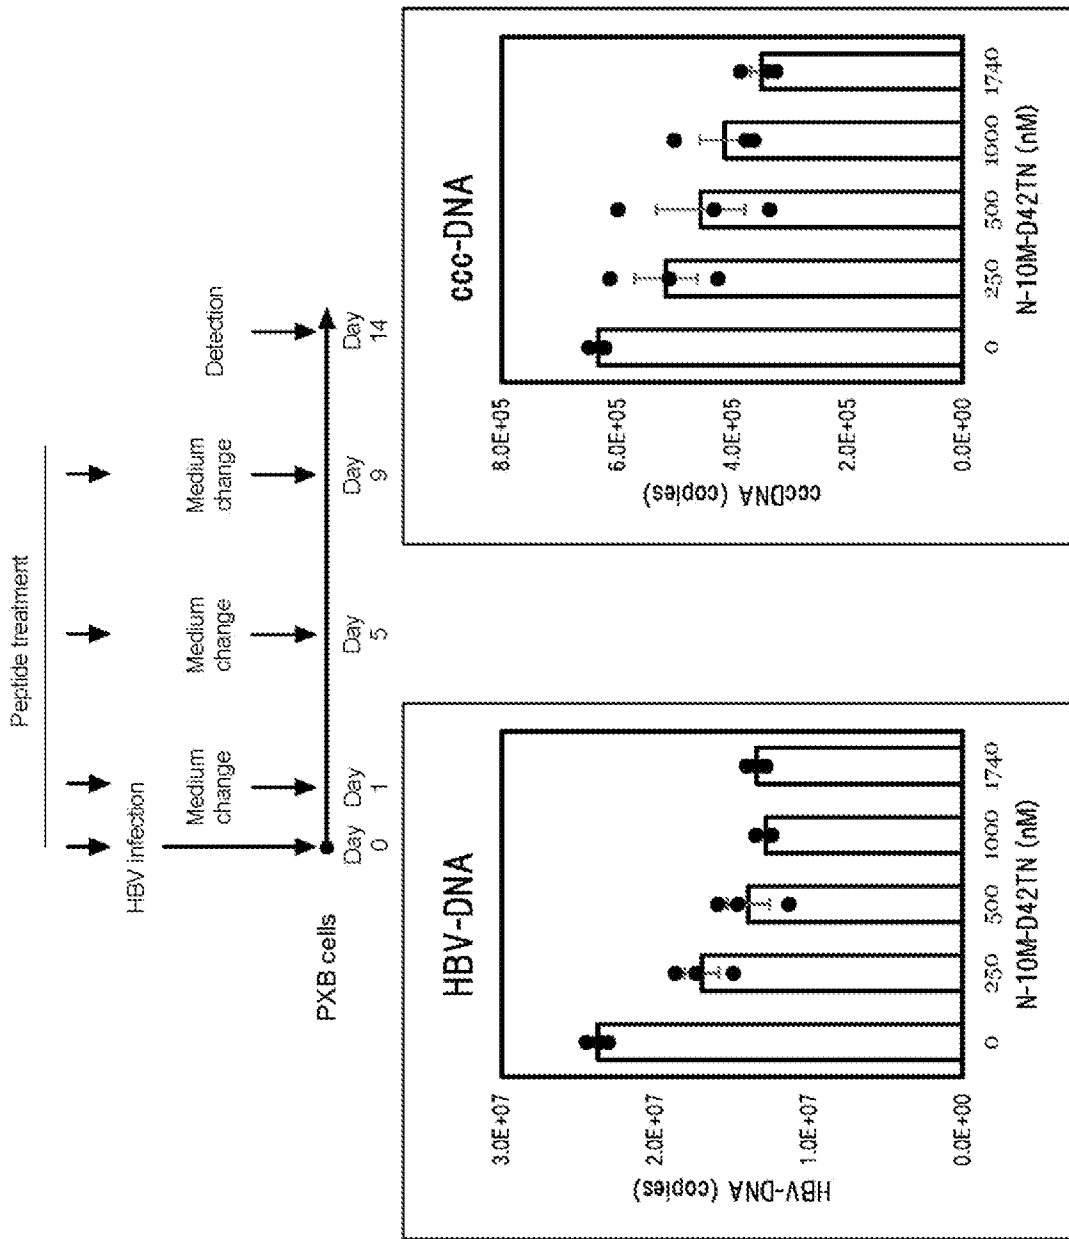 Peptide treatment
HBV infection
Medium
change
Medium
change
Medium
change
Detection
PXB cells
Day
0
Day
1
Day
5
Day
9
Day
14
HBV-DNA
HBV-DNA (copies)
3.0E+07
2.0E+07
1.0E+07
0.0E+00
0 250 500 1000 1740
N-10M-D42TN (nM)
ccc-DNA
cccDNA (copies)
8.0E+05
6.0E+05
4.0E+05
2.0E+05
0.0E+00
0 250 500 1000 1740
N-10M-D42TN (nM)